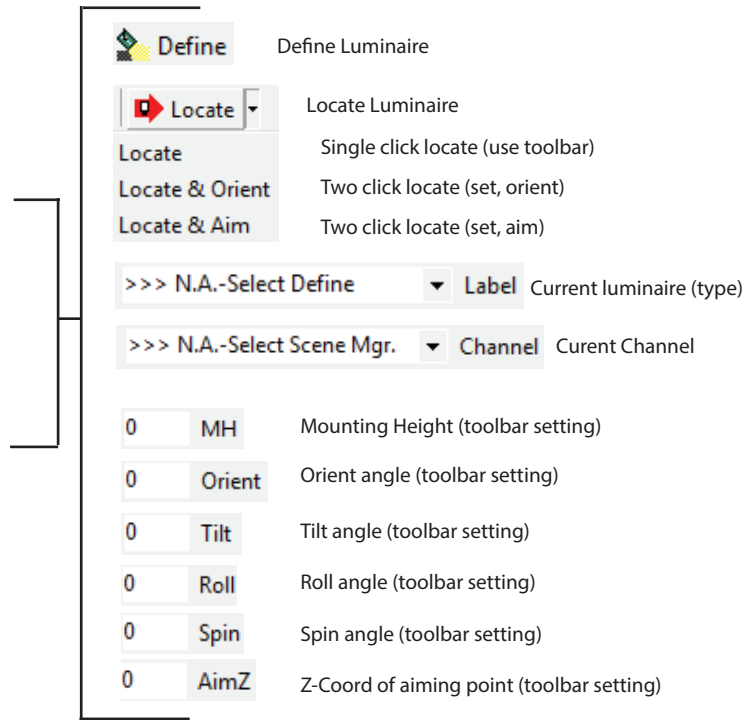 Define Define Luminaire
Locate Locate Luminaire
Locate Single click locate (use toolbar)
Locate & Orient Two click locate (set, orient)
Locate & Aim Two click locate (set, aim)
>>> N.A.-Select Define Label Current luminaire (type)
>>> N.A.-Select Scene Mgr. Channel Curent Channel
0 MH Mounting Height (toolbar setting)
0 Orient Orient angle (toolbar setting)
0 Tilt Tilt angle (toolbar setting)
0 Roll Roll angle (toolbar setting)
0 Spin Spin angle (toolbar setting)
0 AimZ Z-Coord of aiming point (toolbar setting)